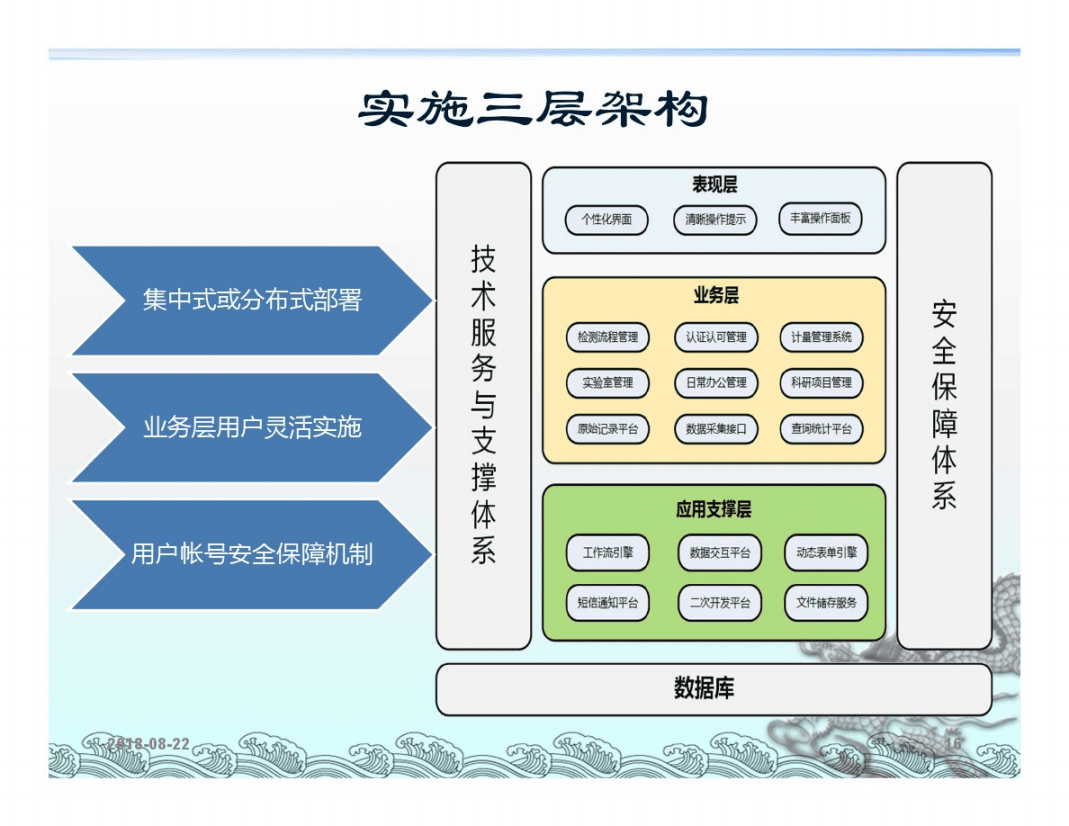 实施三层架构
集中式或分布式部署
业务层用户灵活实施
用户帐号安全保障机制
技术服务与支撑体系
表现层
个性化界面
清晰操作提示
丰富操作面板
业务层
检测流程管理
认证认可管理
计量管理系统
实验室管理
日常办公管理
科研项目管理
原始记录平台
数据采集接口
查询统计平台
应用支撑层
工作流引擎
数据交互平台
动态表单引擎
短信通知平台
二次开发平台
文件储存服务
安全保障体系
数据库
2018-08-22
16